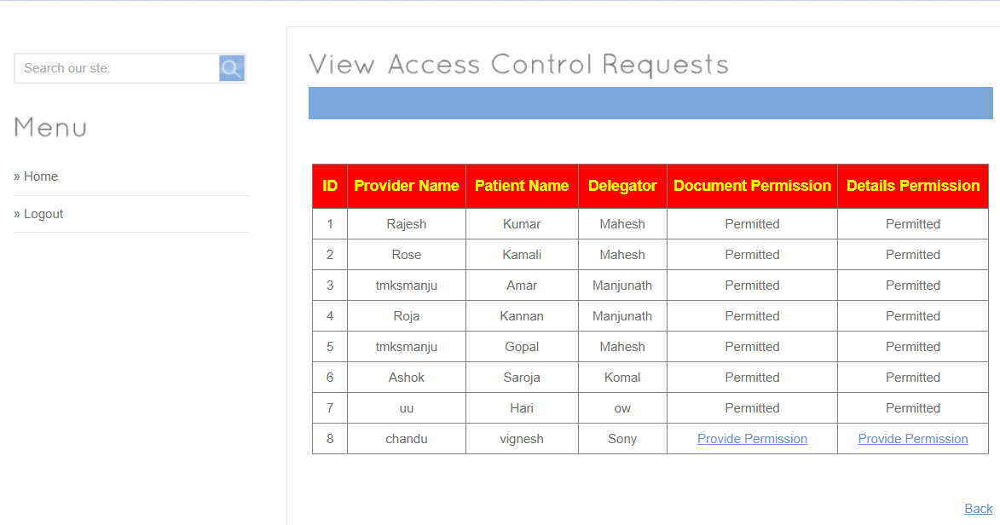 Search our ste:
Menu
» Home
» Logout
View Access Control Requests
ID Provider Name Patient Name Delegator Document Permission Details Permission
1 Rajesh Kumar Mahesh Permitted Permitted
2 Rose Kamali Mahesh Permitted Permitted
3 tmksmanju Amar Manjunath Permitted Permitted
4 Roja Kannan Manjunath Permitted Permitted
5 tmksmanju Gopal Mahesh Permitted Permitted
6 Ashok Saroja Komal Permitted Permitted
7 uu Hari ow Permitted Permitted
8 chandu vignesh Sony Provide Permission Provide Permission
Back